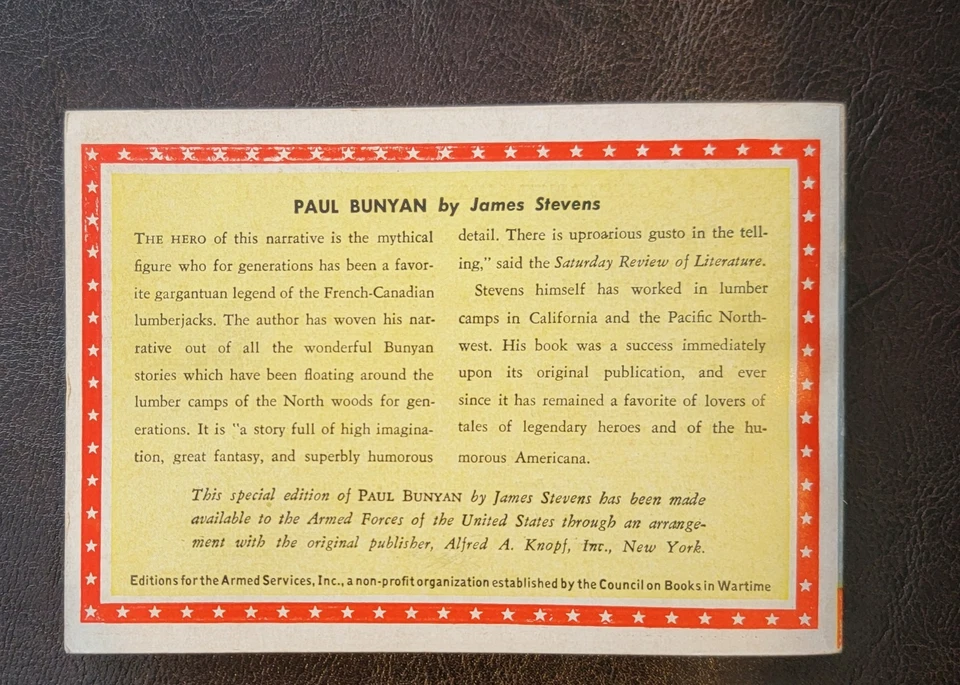 PAUL BUNYAN by James Stevens
THE HERO of this narrative is the mythical
figure who for generations has been a favor-
ite gargantuan legend of the French-Canadian
lumberjacks. The author has woven his nar-
rative out of all the wonderful Bunyan
stories which have been floating around the
lumber camps of the North woods for gen-
erations. It is "a story full of high imagina-
tion, great fantasy, and superbly humorous
detail. There is uproarious gusto in the tell-
ing," said the Saturday Review of Literature.
Stevens himself has worked in lumber
camps in California and the Pacific North-
west. His book was a success immediately
upon its original publication, and ever
since it has remained a favorite of lovers of
tales of legendary heroes and of the hu-
morous Americana.
This special edition of PAUL BUNYAN by James Stevens has been made
available to the Armed Forces of the United States through an arrange-
ment with the original publisher, Alfred A. Knopf, Inc., New York.
Editions for the Armed Services, Inc., a non-profit organization established by the Council on Books in Wartime